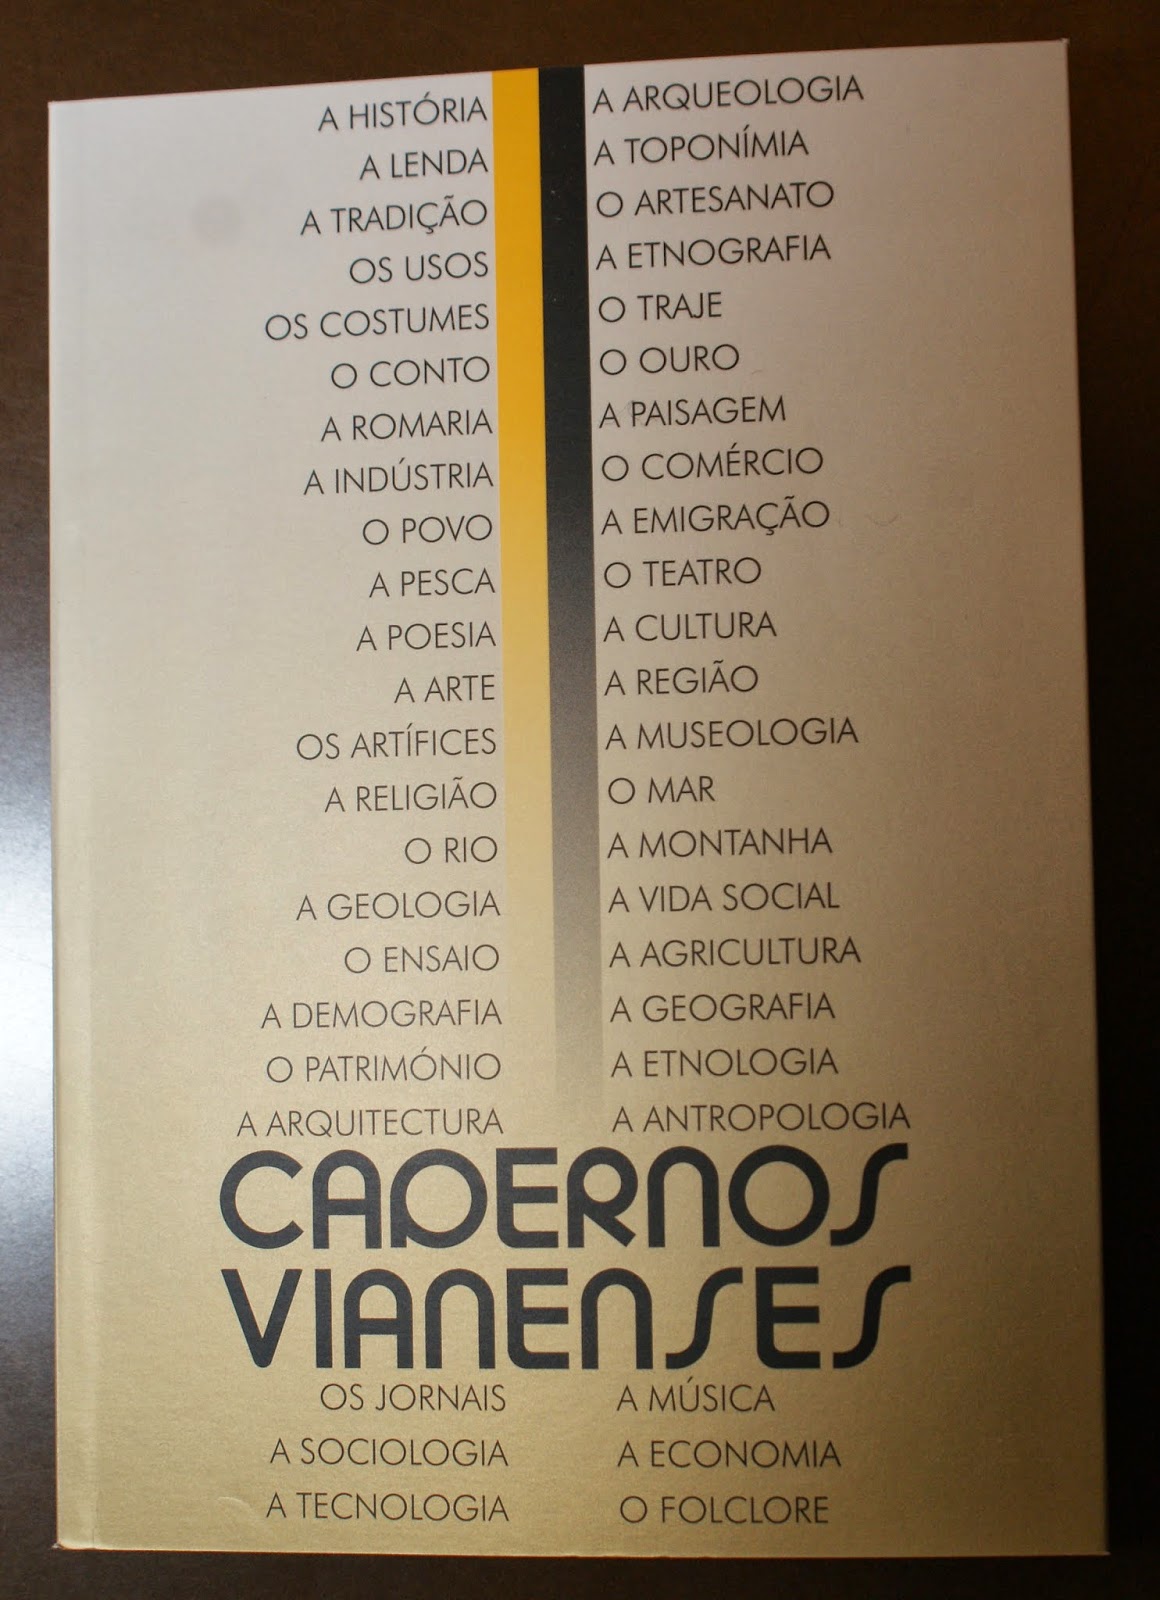 A HISTÓRIA
A LENDA
A TRADIÇÃO
OS USOS
OS COSTUMES
O CONTO
A ROMARIA
A INDÚSTRIA
O POVO
A PESCA
A POESIA
A ARTE
OS ARTÍFICES
A RELIGIÃO
O RIO
A GEOLOGIA
O ENSAIO
A DEMOGRAFIA
O PATRIMÓNIO
A ARQUITECTURA
A ARQUEOLOGIA
A TOPONÍMIA
O ARTESANATO
A ETNOGRAFIA
O TRAJE
O OURO
A PAISAGEM
O COMÉRCIO
A EMIGRAÇÃO
O TEATRO
A CULTURA
A REGIÃO
A MUSEOLOGIA
O MAR
A MONTANHA
A VIDA SOCIAL
A AGRICULTURA
A GEOGRAFIA
A ETNOLOGIA
A ANTROPOLOGIA
CADERNOS
VIANENSES
OS JORNAIS
A SOCIOLOGIA
A TECNOLOGIA
A MÚSICA
A ECONOMIA
O FOLCLORE